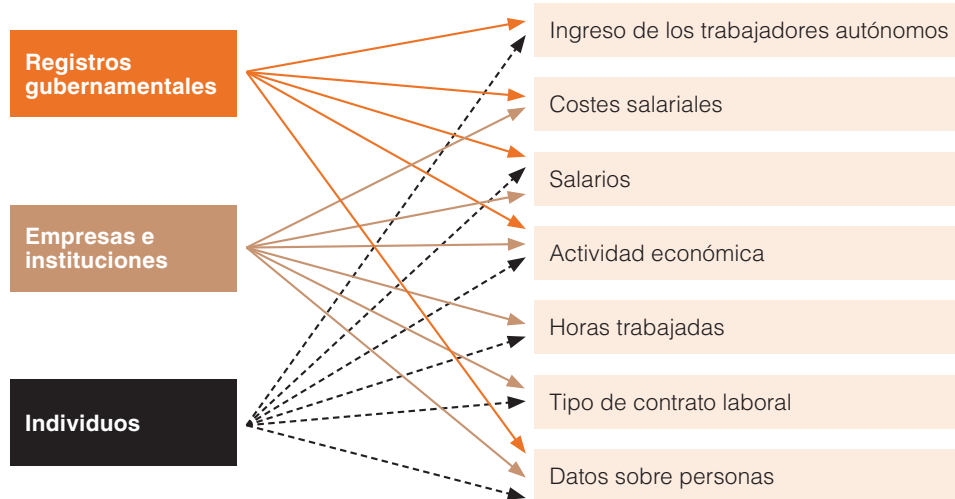 Registros
gubernamentales
Empresas e
instituciones
Individuos
Ingreso de los trabajadores autónomos
Costes salariales
Salarios
Actividad económica
Horas trabajadas
Tipo de contrato laboral
Datos sobre personas